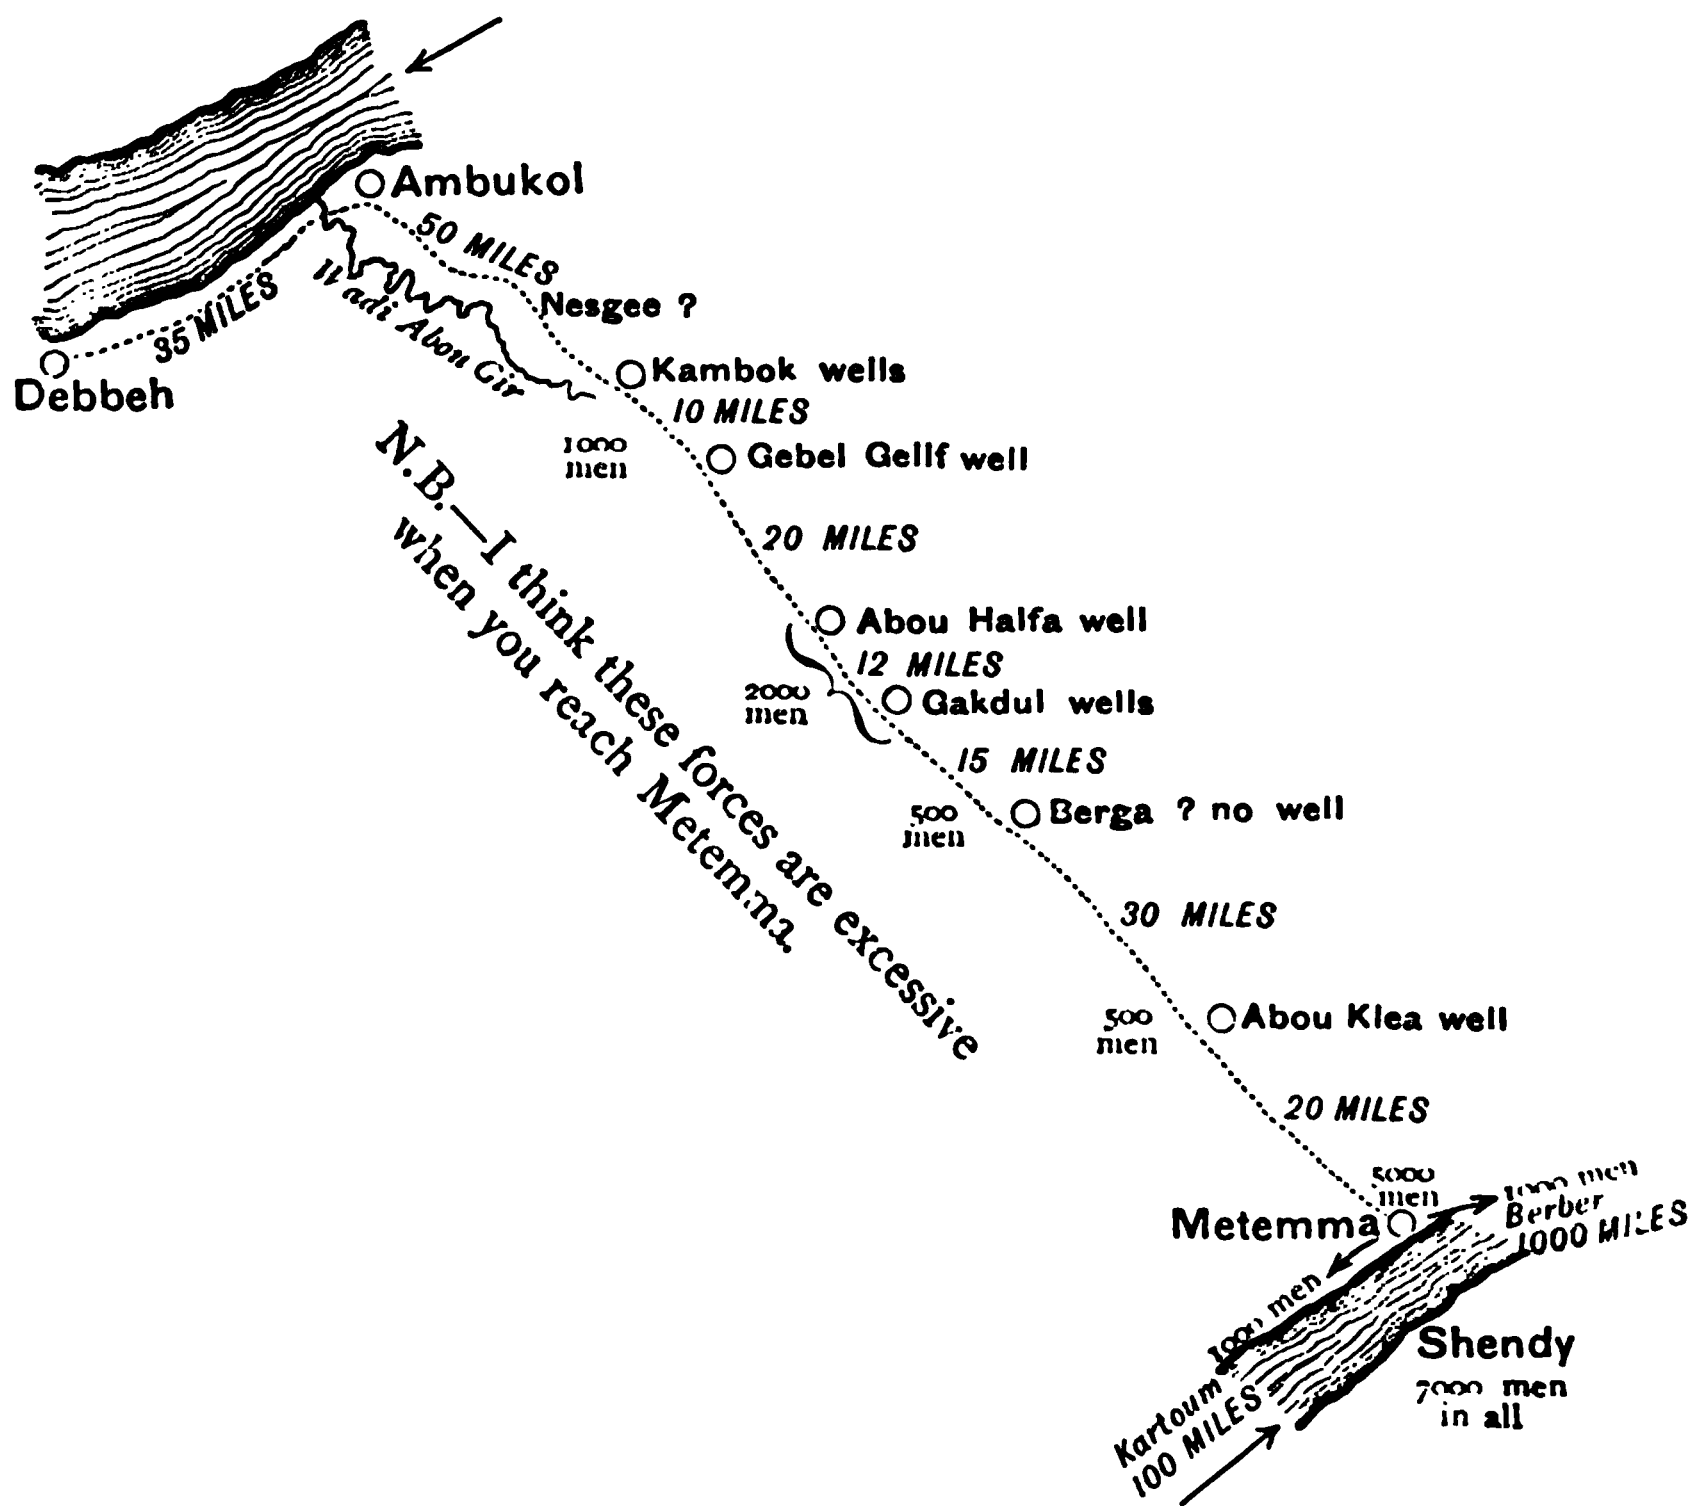 Ambukol
50 MILES
Nesgee ?
Wadi Abou Gir
35 MILES
Debbeh
Kambok wells
10 MILES
1000
men
Gebel Gellf well
N.B.—I think these forces are excessive
when you reach Metemma.
20 MILES
Abou Halfa well
12 MILES
2000
men
Gakdul wells
15 MILES
500
men
Berga ? no well
30 MILES
500
men
Abou Klea well
20 MILES
5000
men
Metemma
1000 men
Berber
1000 MILES
1000 men
Shendy
7000 men
in all
Kartoum
100 MILES